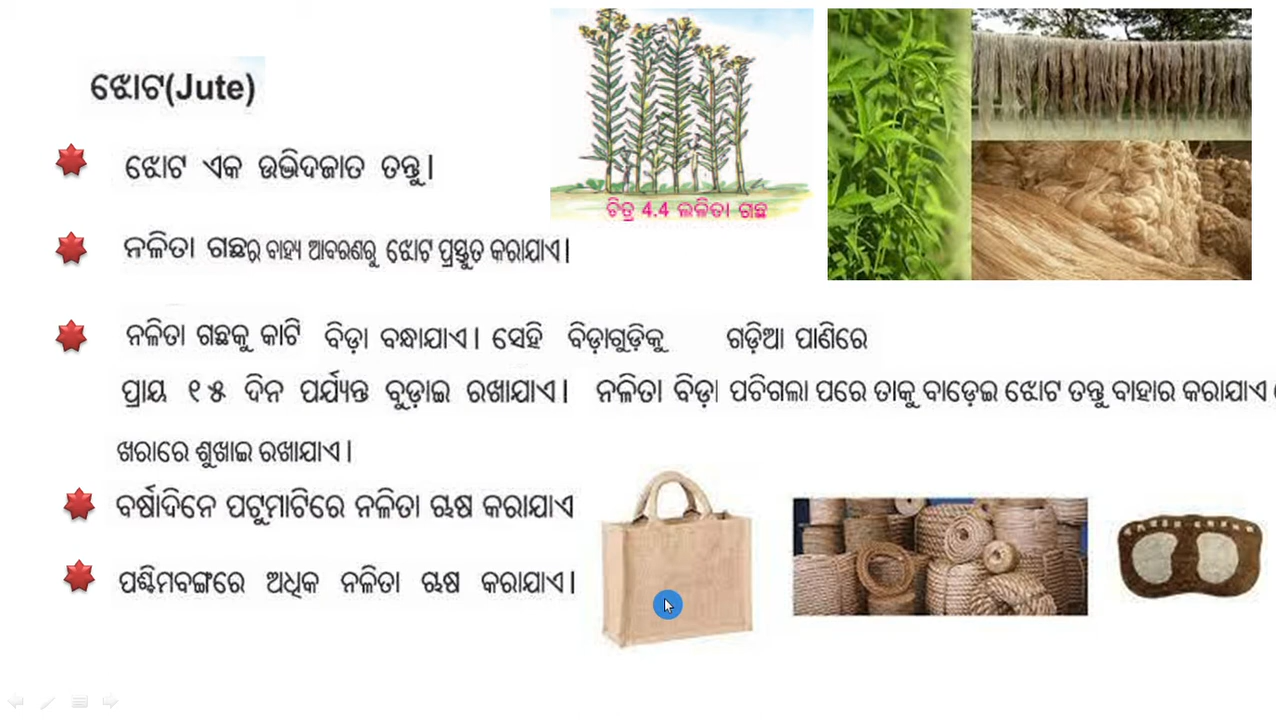 ଝୋଟ(Jute)
ଝୋଟ ଏକ ଉଦ୍ଭିଦଜାତ ତନ୍ତୁ।
ଚିତ୍ର 4.4 ନଳିତା ଗଛ
ନଳିତା ଗଛର ବାହ୍ୟ ଆବରଣରୁ ଝୋଟ ପ୍ରସ୍ତୁତ କରାଯାଏ।
ନଳିତା ଗଛକୁ କାଟି ବିଡ଼ା ବନ୍ଧାଯାଏ। ସେହି ବିଡ଼ାଗୁଡ଼ିକୁ ଗଡ଼ିଆ ପାଣିରେ
ପ୍ରାୟ ୧୫ ଦିନ ପର୍ଯ୍ୟନ୍ତ ବୁଡ଼ାଇ ରଖାଯାଏ। ନଳିତା ବିଡ଼ା ପଚିଗଲା ପରେ ତାକୁ ବାଡ଼େଇ ଝୋଟ ତନ୍ତୁ ବାହାର କରାଯାଏ
ଖରାରେ ଶୁଖାଇ ରଖାଯାଏ।
ବର୍ଷାଦିନେ ପଟୁମାଟିରେ ନଳିତା ଋଷ କରାଯାଏ
ପଶ୍ଚିମବଙ୍ଗରେ ଅଧିକ ନଳିତା ଋଷ କରାଯାଏ।